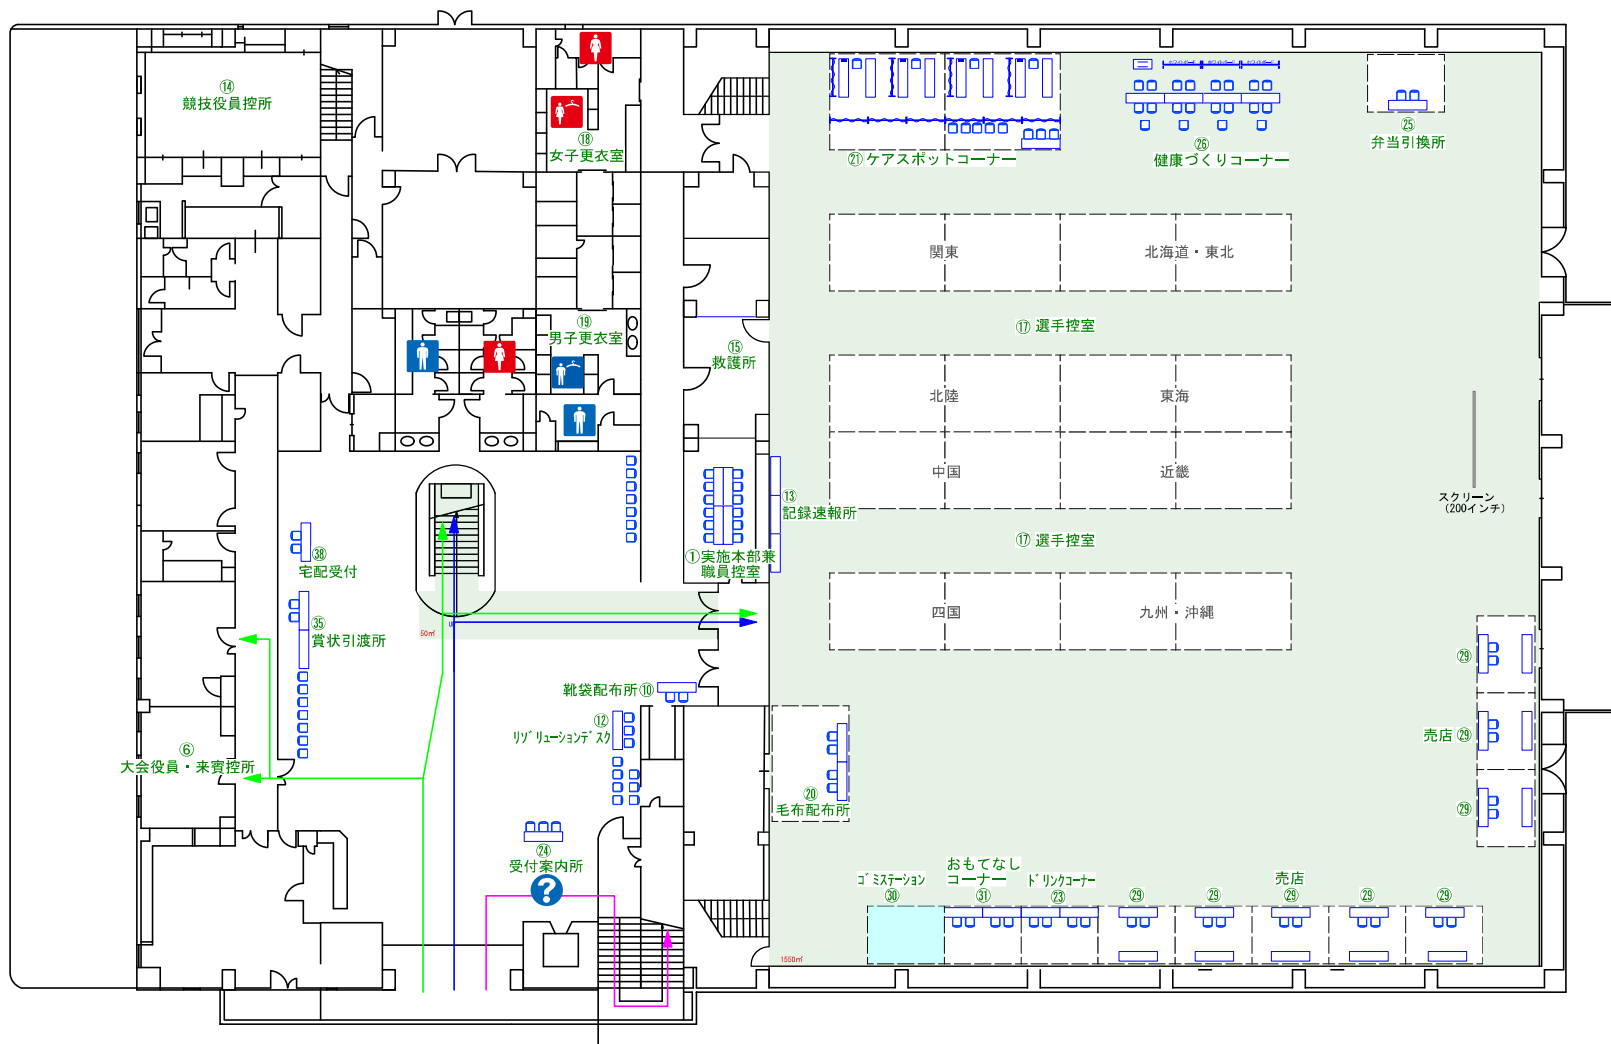 ⑭
競技役員控所
⑱
女子更衣室
㉑ケアスポットコーナー
㉖
健康づくりコーナー
㉕
弁当引換所
関東
北海道・東北
⑰ 選手控室
⑲
男子更衣室
⑮
救護所
北陸
東海
中国
近畿
スクリーン
(200インチ)
⑬
記録速報所
⑰ 選手控室
①実施本部兼
職員控室
㊳
宅配受付
㉟
賞状引渡所
50㎡
四国
九州・沖縄
㉙
靴袋配布所⑩
⑫
リゾリューションデスク
売店 ㉙
⑥
大会役員・来賓控所
⑳
毛布配布所
㉙
㉔
受付案内所
?
ゴミステーション
㉚
おもてなし
コーナー
㉛
ドリンクコーナー
㉓
㉙
㉙
売店
㉙
㉙
㉙
1550㎡